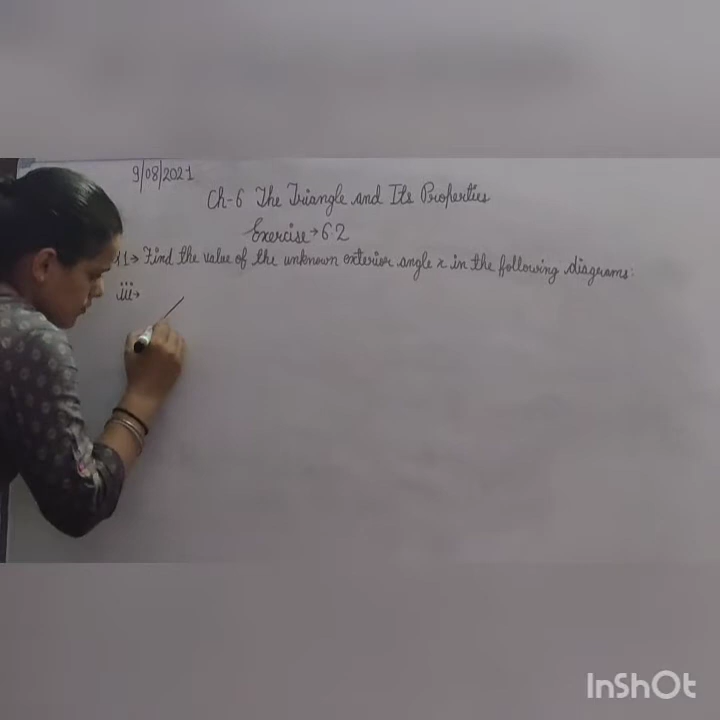 9/08/2021
Ch-6 The Triangle and Its Properties
Exercise→6.2
1→ Find the value of the unknown exterior angle x in the following diagrams:
iii→
InShOt